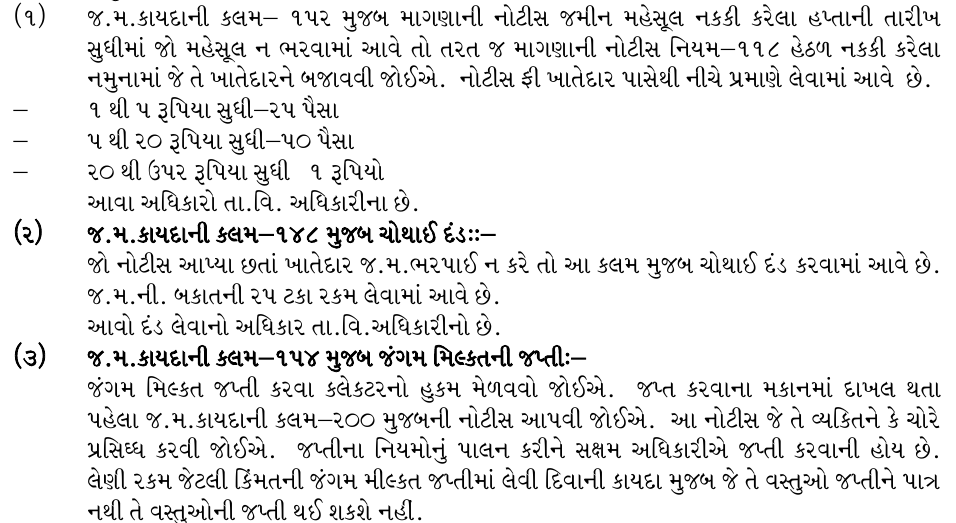 (૧) જ.મ.કાયદાની કલમ–૧૫૨ મુજબ માગણાની નોટીસ જમીન મહેસૂલ નકકી કરેલા હપ્તાની તારીખ
સુધીમાં જો મહેસૂલ ન ભરવામાં આવે તો તરત જ માગણાની નોટીસ નિયમ–૧૧૮ હેઠળ નકકી કરેલા
નમુનામાં જે તે ખાતેદારને બજાવવી જોઈએ. નોટીસ ફી ખાતેદાર પાસેથી નીચે પ્રમાણે લેવામાં આવે છે.
– ૧ થી ૫ રૂપિયા સુધી–૨૫ પૈસા
– ૫ થી ૨૦ રૂપિયા સુધી–૫૦ પૈસા
– ૨૦ થી ઉપર રૂપિયા સુધી ૧ રૂપિયો
આવા અધિકારો તા.વિ. અધિકારીના છે.
(૨) જ.મ.કાયદાની કલમ–૧૪૮ મુજબ ચોથાઈ દંડઃ:–
જો નોટીસ આપ્યા છતાં ખાતેદાર જ.મ.ભરપાઈ ન કરે તો આ કલમ મુજબ ચોથાઈ દંડ કરવામાં આવે છે.
જ.મ.ની. બકાતની ૨૫ ટકા રકમ લેવામાં આવે છે.
આવો દંડ લેવાનો અધિકાર તા.વિ.અધિકારીનો છે.
(૩) જ.મ.કાયદાની કલમ–૧૫૪ મુજબ જંગમ મિલ્કતની જપ્તીઃ–
જંગમ મિલ્કત જપ્તી કરવા કલેકટરનો હુકમ મેળવવો જોઈએ. જપ્ત કરવાના મકાનમાં દાખલ થતા
પહેલા જ.મ.કાયદાની કલમ–૨૦૦ મુજબની નોટીસ આપવી જોઈએ. આ નોટીસ જે તે વ્યકિતને કે ચોરે
પ્રસિધ્ધ કરવી જોઈએ. જપ્તીના નિયમોનું પાલન કરીને સક્ષમ અધિકારીએ જપ્તી કરવાની હોય છે.
લેણી રકમ જેટલી કિંમતની જંગમ મીલ્કત જપ્તીમાં લેવી દિવાની કાયદા મુજબ જે તે વસ્તુઓ જપ્તીને પાત્ર
નથી તે વસ્તુઓની જપ્તી થઈ શકશે નહીં.